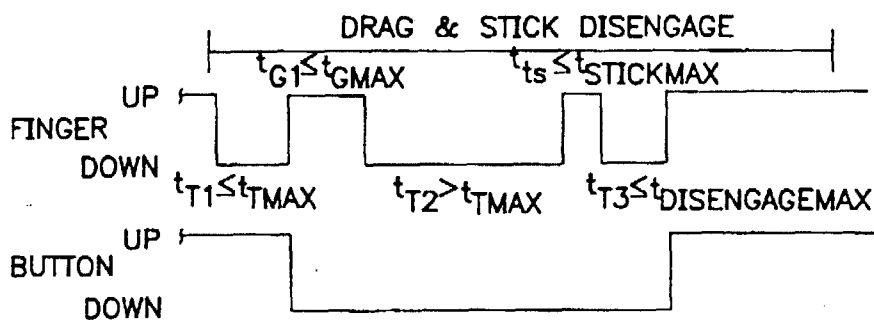 DRAG & STICK DISENGAGE
tG1≤tGMAX tts≤tSTICKMAX
UP
FINGER
DOWN
tT1≤tTMAX tT2>tTMAX tT3≤tDISENGAGEMAX
UP
BUTTON
DOWN